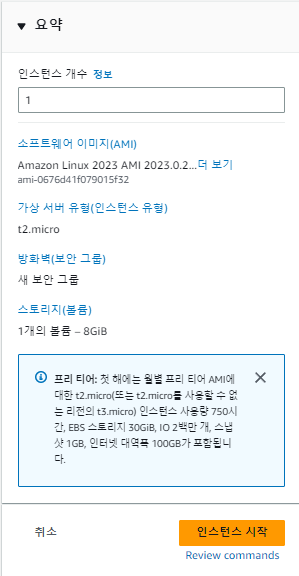 요약
인스턴스 개수 정보
1
소프트웨어 이미지(AMI)
Amazon Linux 2023 AMI 2023.0.2...더 보기
ami-0676d41f079015f32
가상 서버 유형(인스턴스 유형)
t2.micro
방화벽(보안 그룹)
새 보안 그룹
스토리지(볼륨)
1개의 볼륨 – 8GiB
프리 티어: 첫 해에는 월별 프리 티어 AMI에
대한 t2.micro(또는 t2.micro를 사용할 수 없
는 리전의 t3.micro) 인스턴스 사용량 750시
간, EBS 스토리지 30GiB, IO 2백만 개, 스냅
샷 1GB, 인터넷 대역폭 100GB가 포함됩니
다.
취소
인스턴스 시작
Review commands